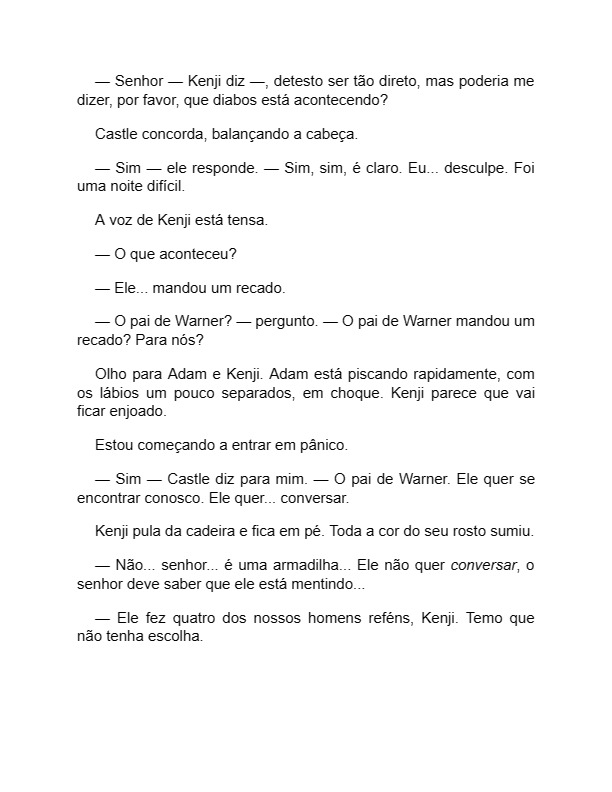 — Senhor — Kenji diz —, detesto ser tão direto, mas poderia me
dizer, por favor, que diabos está acontecendo?
Castle concorda, balançando a cabeça.
— Sim — ele responde. — Sim, sim, é claro. Eu... desculpe. Foi
uma noite difícil.
A voz de Kenji está tensa.
— O que aconteceu?
— Ele... mandou um recado.
— O pai de Warner? — pergunto. — O pai de Warner mandou um
recado? Para nós?
Olho para Adam e Kenji. Adam está piscando rapidamente, com
os lábios um pouco separados, em choque. Kenji parece que vai
ficar enjoado.
Estou começando a entrar em pânico.
— Sim — Castle diz para mim. — O pai de Warner. Ele quer se
encontrar conosco. Ele quer... conversar.
Kenji pula da cadeira e fica em pé. Toda a cor do seu rosto sumiu.
— Não... senhor... é uma armadilha... Ele não quer conversar, o
senhor deve saber que ele está mentindo...
— Ele fez quatro dos nossos homens reféns, Kenji. Temo que
não tenha escolha.